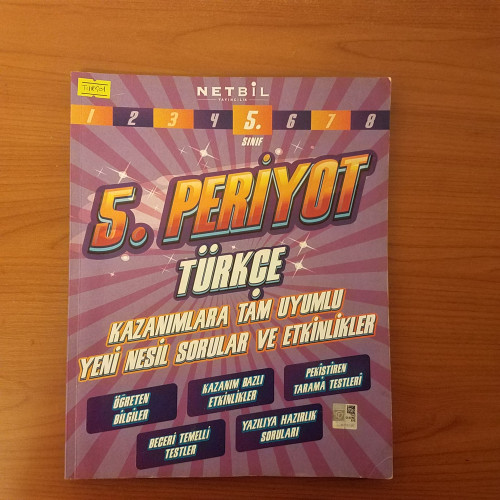 NETBİL
YAYINCILIK
1 2 3 4 5. 6 7 8
SINIF
5. PERİYOT
TÜRKÇE
KAZANIMLARA TAM UYUMLU
YENİ NESİL SORULAR VE ETKİNLİKLER
ÖĞRETEN
BİLGİLER
KAZANIM BAZLI
ETKİNLİKLER
PEKİŞTİREN
TARAMA TESTLERİ
BECERİ TEMELLİ
TESTLER
YAZILIYA HAZIRLIK
SORULARI